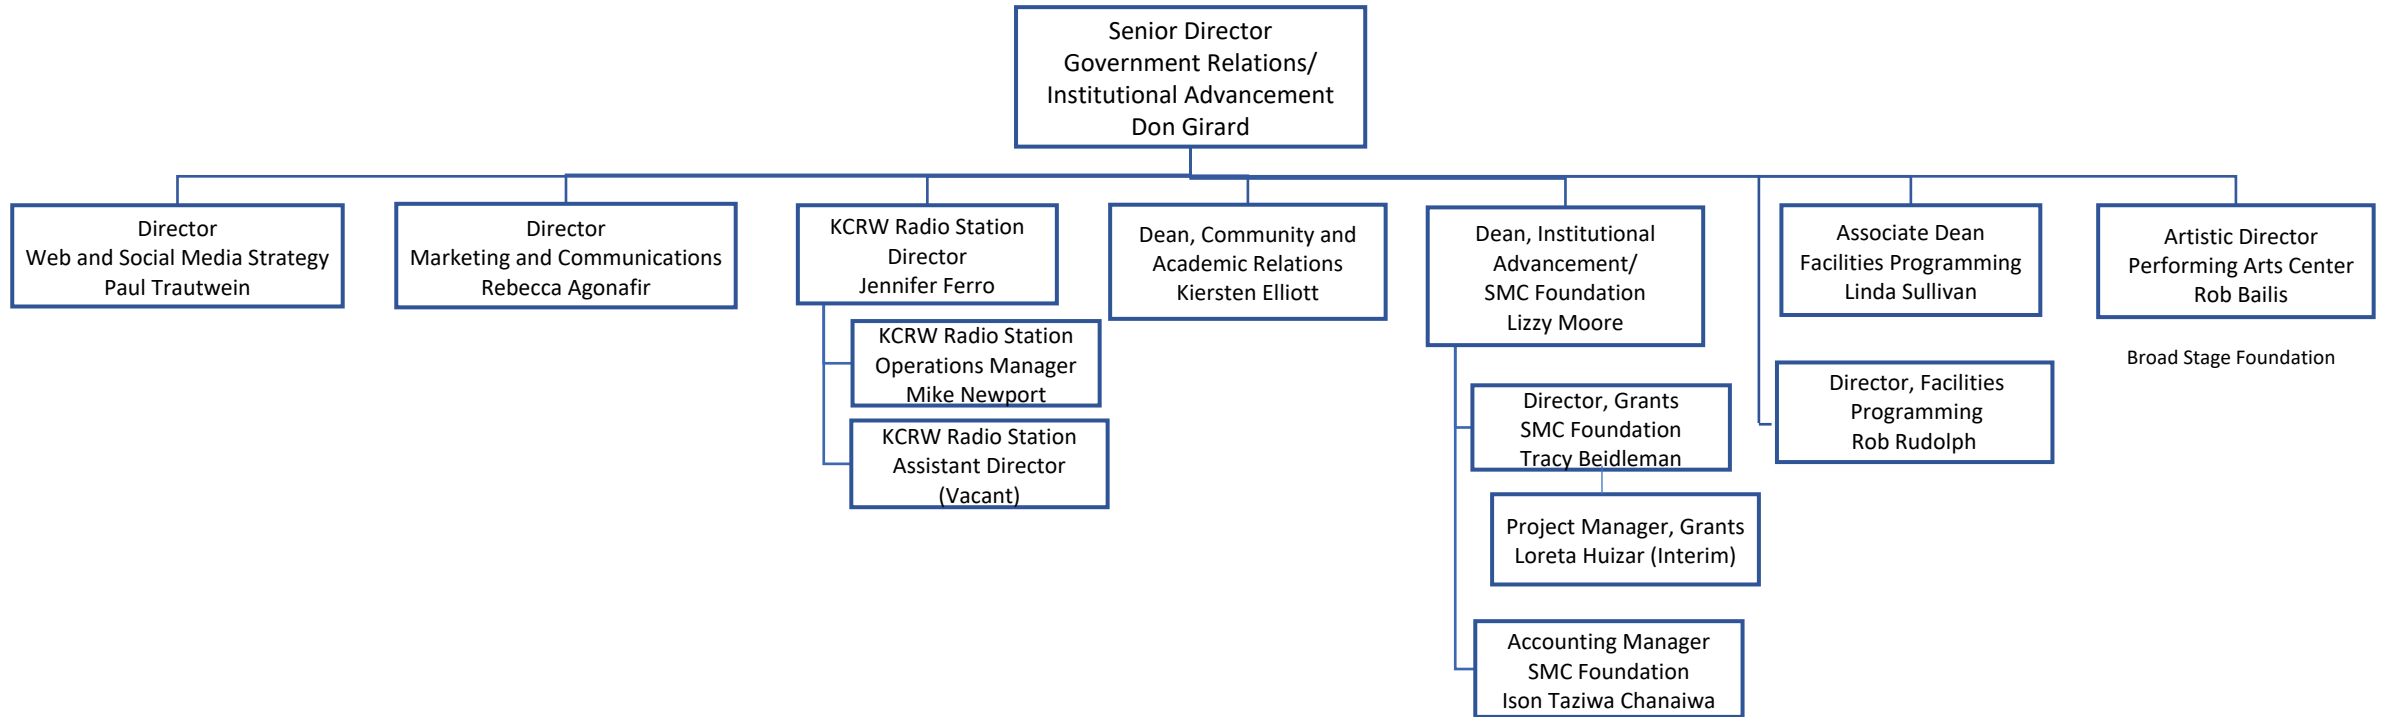 Senior Director
Government Relations/
Institutional Advancement
Don Girard
Director
Web and Social Media Strategy
Paul Trautwein
Director
Marketing and Communications
Rebecca Agonafir
KCRW Radio Station
Director
Jennifer Ferro
KCRW Radio Station
Operations Manager
Mike Newport
KCRW Radio Station
Assistant Director
(Vacant)
Dean, Community and
Academic Relations
Kiersten Elliott
Dean, Institutional
Advancement/
SMC Foundation
Lizzy Moore
Director, Grants
SMC Foundation
Tracy Beidleman
Project Manager, Grants
Loreta Huizar (Interim)
Accounting Manager
SMC Foundation
Ison Taziwa Chanaiwa
Associate Dean
Facilities Programming
Linda Sullivan
Director, Facilities
Programming
Rob Rudolph
Artistic Director
Performing Arts Center
Rob Bailis
Broad Stage Foundation